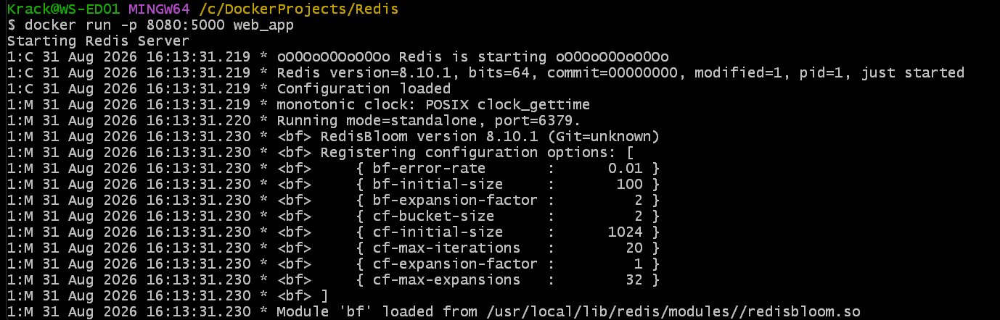 Krack@WS-ED01 MINGW64 /c/DockerProjects/Redis
$ docker run -p 8080:5000 web_app
Starting Redis Server
1:C 31 Aug 2026 16:13:31.219 * oO0OoO0OoO0Oo Redis is starting oO0OoO0OoO0Oo
1:C 31 Aug 2026 16:13:31.219 * Redis version=8.10.1, bits=64, commit=00000000, modified=1, pid=1, just started
1:C 31 Aug 2026 16:13:31.219 * Configuration loaded
1:M 31 Aug 2026 16:13:31.219 * monotonic clock: POSIX clock_gettime
1:M 31 Aug 2026 16:13:31.220 * Running mode=standalone, port=6379.
1:M 31 Aug 2026 16:13:31.230 * <bf> RedisBloom version 8.10.1 (Git=unknown)
1:M 31 Aug 2026 16:13:31.230 * <bf> Registering configuration options: [
1:M 31 Aug 2026 16:13:31.230 * <bf>     { bf-error-rate       :      0.01 }
1:M 31 Aug 2026 16:13:31.230 * <bf>     { bf-initial-size     :       100 }
1:M 31 Aug 2026 16:13:31.230 * <bf>     { bf-expansion-factor :         2 }
1:M 31 Aug 2026 16:13:31.230 * <bf>     { cf-bucket-size      :         2 }
1:M 31 Aug 2026 16:13:31.230 * <bf>     { cf-initial-size     :      1024 }
1:M 31 Aug 2026 16:13:31.230 * <bf>     { cf-max-iterations   :        20 }
1:M 31 Aug 2026 16:13:31.230 * <bf>     { cf-expansion-factor :         1 }
1:M 31 Aug 2026 16:13:31.230 * <bf>     { cf-max-expansions   :        32 }
1:M 31 Aug 2026 16:13:31.230 * <bf> ]
1:M 31 Aug 2026 16:13:31.230 * Module 'bf' loaded from /usr/local/lib/redis/modules//redisbloom.so